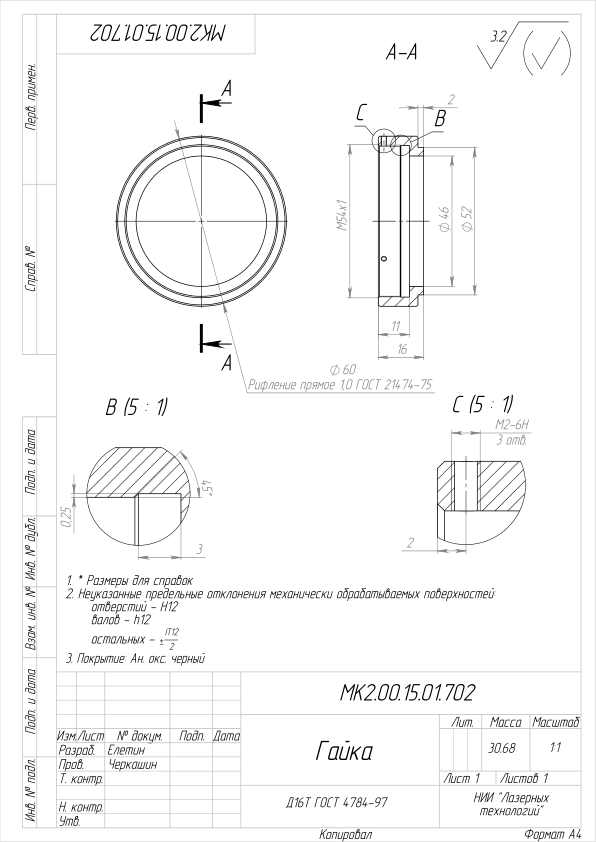 МК2.00.15.01.702
Перв. примен.
Справ. №
Подп. и дата
Инв. № дубл.
Взам. инв. №
Подп. и дата
Инв. № подл.
А-А
3.2
А
А
С
В
2
М54х1
∅46
∅52
11
16
∅60
Рифление прямое 1,0 ГОСТ 21474-75
В (5 : 1)
45°
0,25
3
С (5 : 1)
М2-6Н
3 отв.
2
1. * Размеры для справок
2. Неуказанные предельные отклонения механически обрабатываемых поверхностей:
отверстий - Н12
валов - h12
остальных - ± IT12/2
3. Покрытие: Ан. окс. черный
МК2.00.15.01.702
Изм. Лист № докум. Подп. Дата
Разраб. Елетин
Пров. Черкашин
Т. контр.
Н. контр.
Утв.
Гайка
Лит. Масса Масштаб
30.68 1:1
Лист 1 Листов 1
Д16Т ГОСТ 4784-97
НИИ "Лазерных
технологий"
Копировал Формат А4